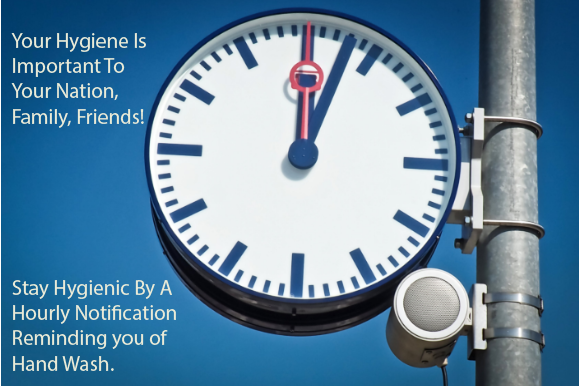 Your Hygiene Is
Important To
Your Nation,
Family, Friends!
Stay Hygienic By A
Hourly Notification
Reminding you of
Hand Wash.